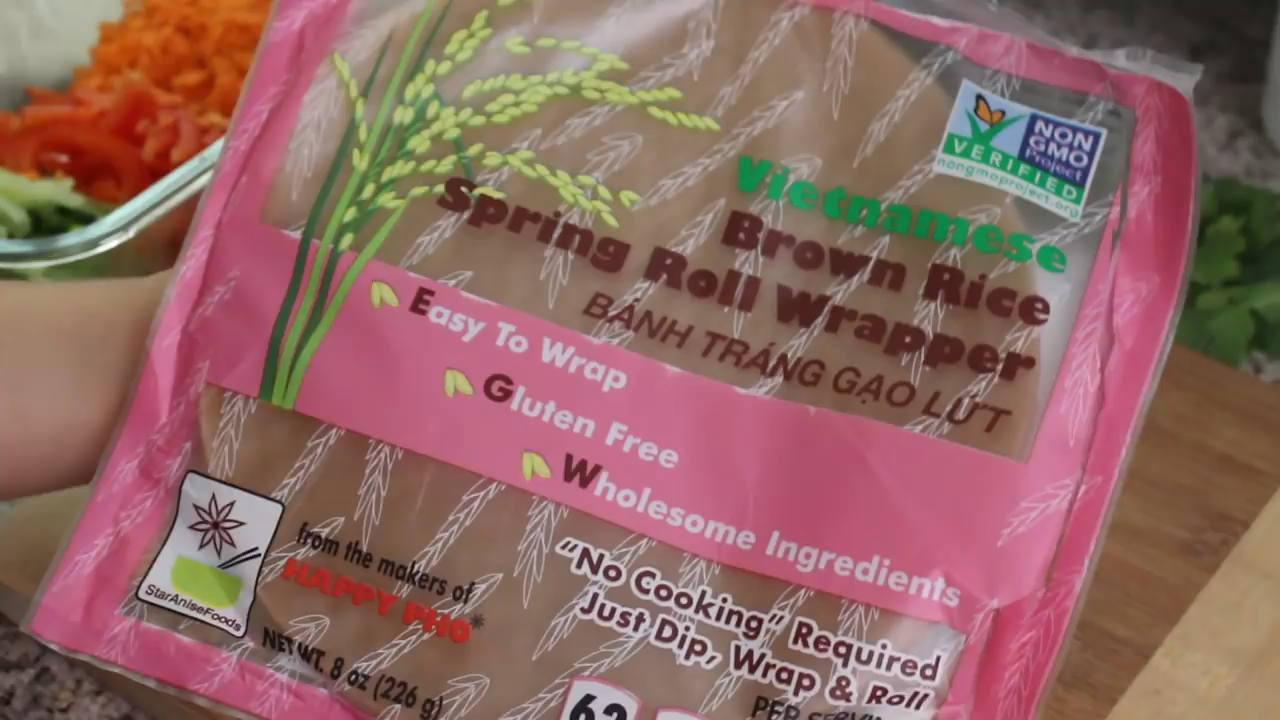 NON
GMO
Project
VERIFIED
nongmoproject.org
Vietnamese
Brown Rice
Spring Roll Wrapper
BÁNH TRÁNG GẠO LỨT
Easy To Wrap
Gluten Free
Wholesome Ingredients
StarAniseFoods
from the makers of
HAPPY PHO*
NET WT. 8 oz (226 g)
"No Cooking" Required
Just Dip, Wrap & Roll
PER